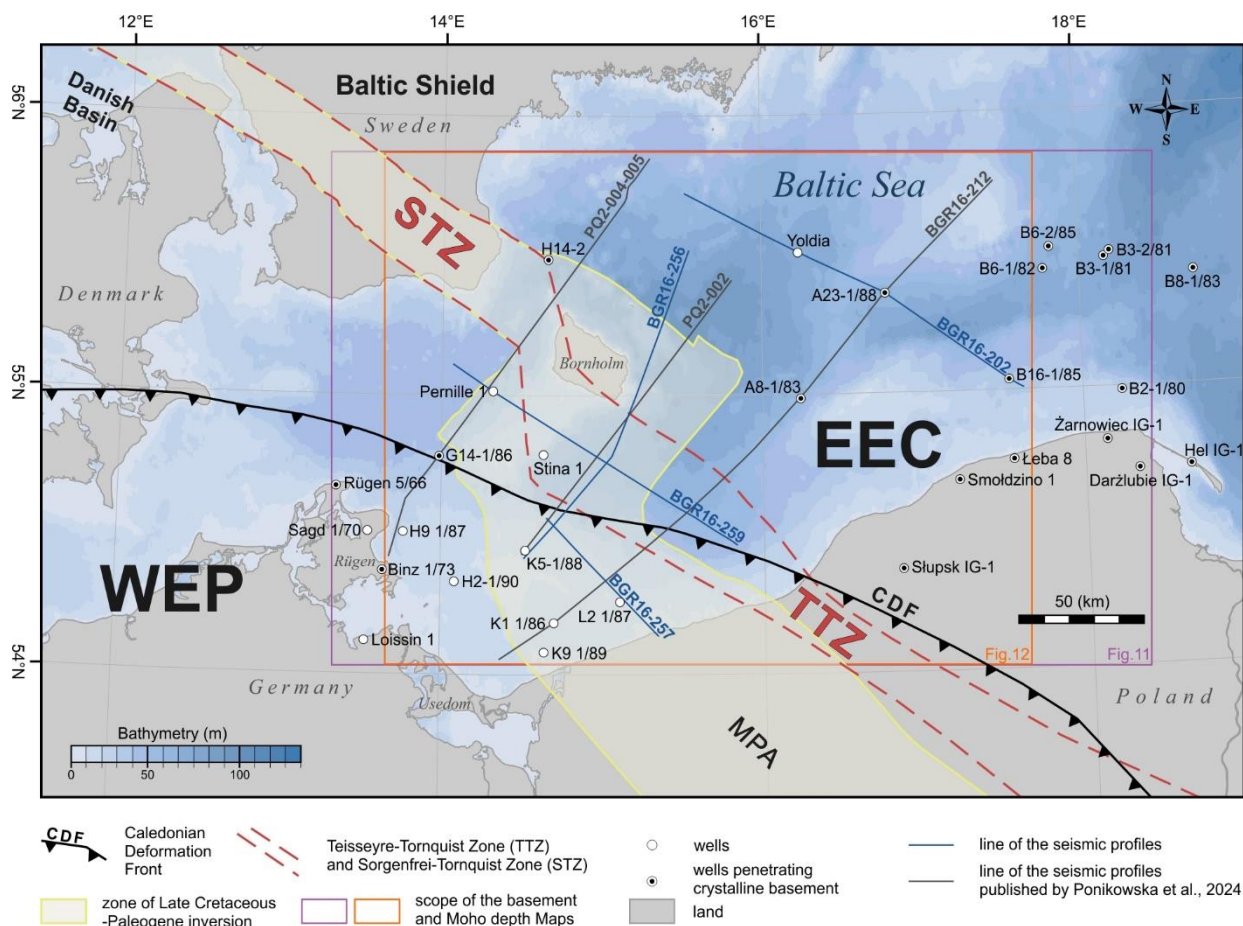 12°E
14°E
16°E
18°E
56°N
55°N
54°N
Danish
Basin
Baltic Shield
Sweden
STZ
Denmark
Baltic Sea
N
W
E
S
PQ2-004-005
BGR16-212
BGR16-256
PQ2-002
H14-2
Yoldia
B6-2/85
B3-2/81
B6-1/82
B3-1/81
B8-1/83
A23-1/88
BGR16-202
Bornholm
Pernille 1
A8-1/83
B16-1/85
B2-1/80
EEC
Żarnowiec IG-1
Hel IG-1
Łeba 8
Smołdzino 1
Darżlubie IG-1
G14-1/86
Stina 1
Rügen 5/66
BGR16-259
Sagd 1/70
H9 1/87
Rügen
K5-1/88
Binz 1/73
WEP
H2-1/90
Słupsk IG-1
CDF
TTZ
50 (km)
BGR16-257
L2 1/87
K1 1/86
Loissin 1
K9 1/89
Fig.12
Fig.11
Germany
Usedom
Poland
MPA
Bathymetry (m)
0
50
100
CDF
Caledonian
Deformation
Front
Teisseyre-Tornquist Zone (TTZ)
and Sorgenfrei-Tornquist Zone (STZ)
wells
wells penetrating
crystalline basement
line of the seismic profiles
line of the seismic profiles
published by Ponikowska et al., 2024
zone of Late Cretaceous
-Paleogene inversion
scope of the basement
and Moho depth Maps
land